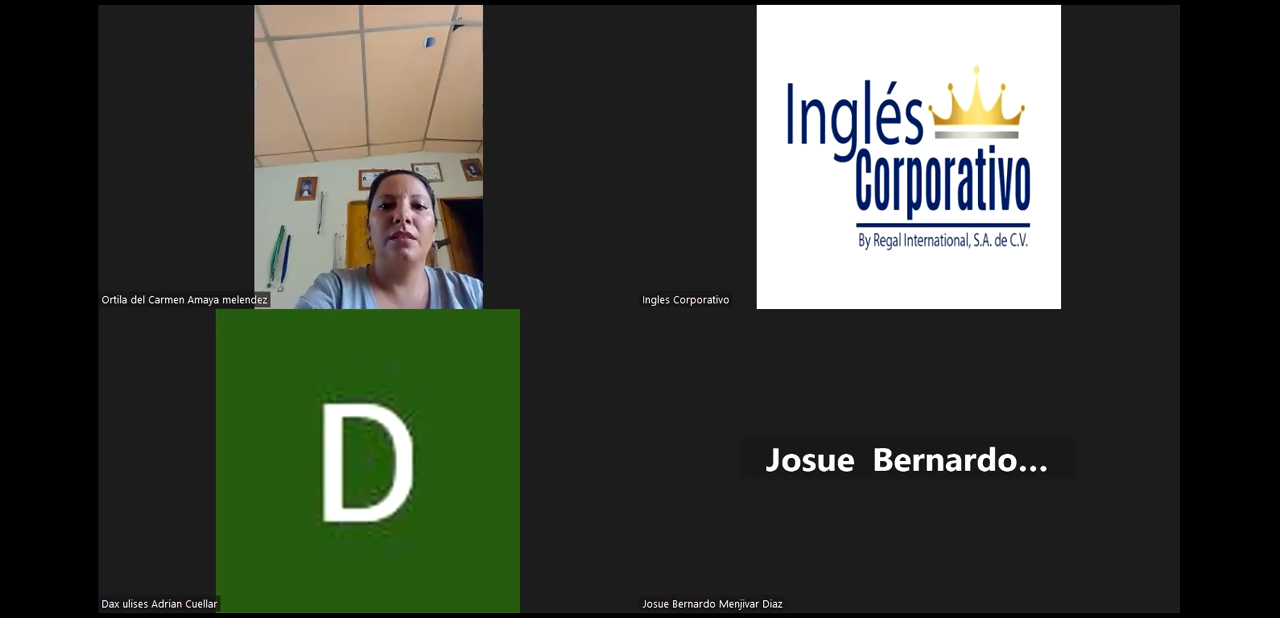 Inglés
Corporativo
By Regal International, S.A. de C.V.
Ortila del Carmen Amaya melendez
Ingles Corporativo
D
Josue Bernardo...
Dax ulises Adrian Cuellar
Josue Bernardo Menjivar Diaz